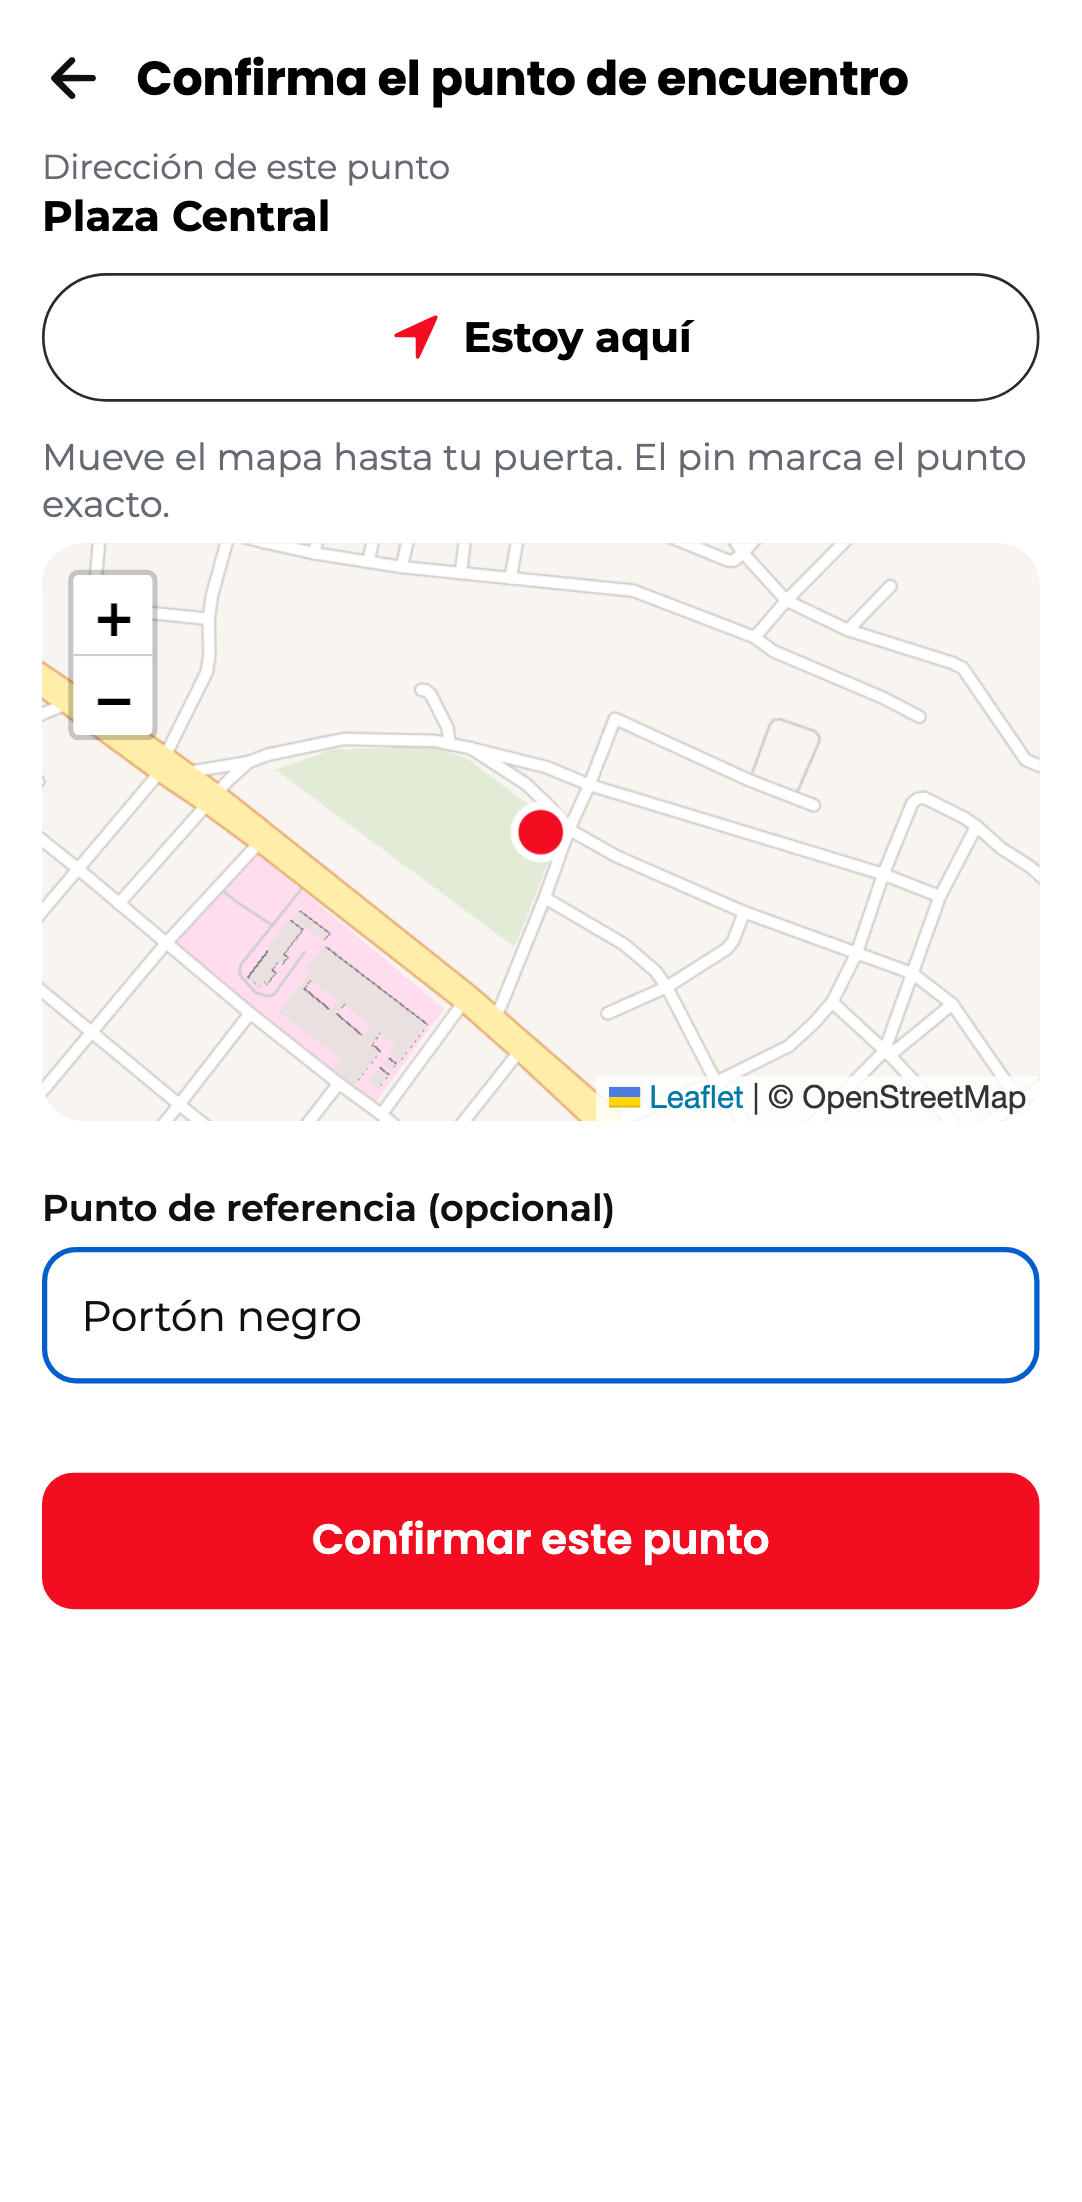 Confirma el punto de encuentro
Dirección de este punto
Plaza Central
Estoy aquí
Mueve el mapa hasta tu puerta. El pin marca el punto
exacto.
+
−
Leaflet | © OpenStreetMap
Punto de referencia (opcional)
Portón negro
Confirmar este punto